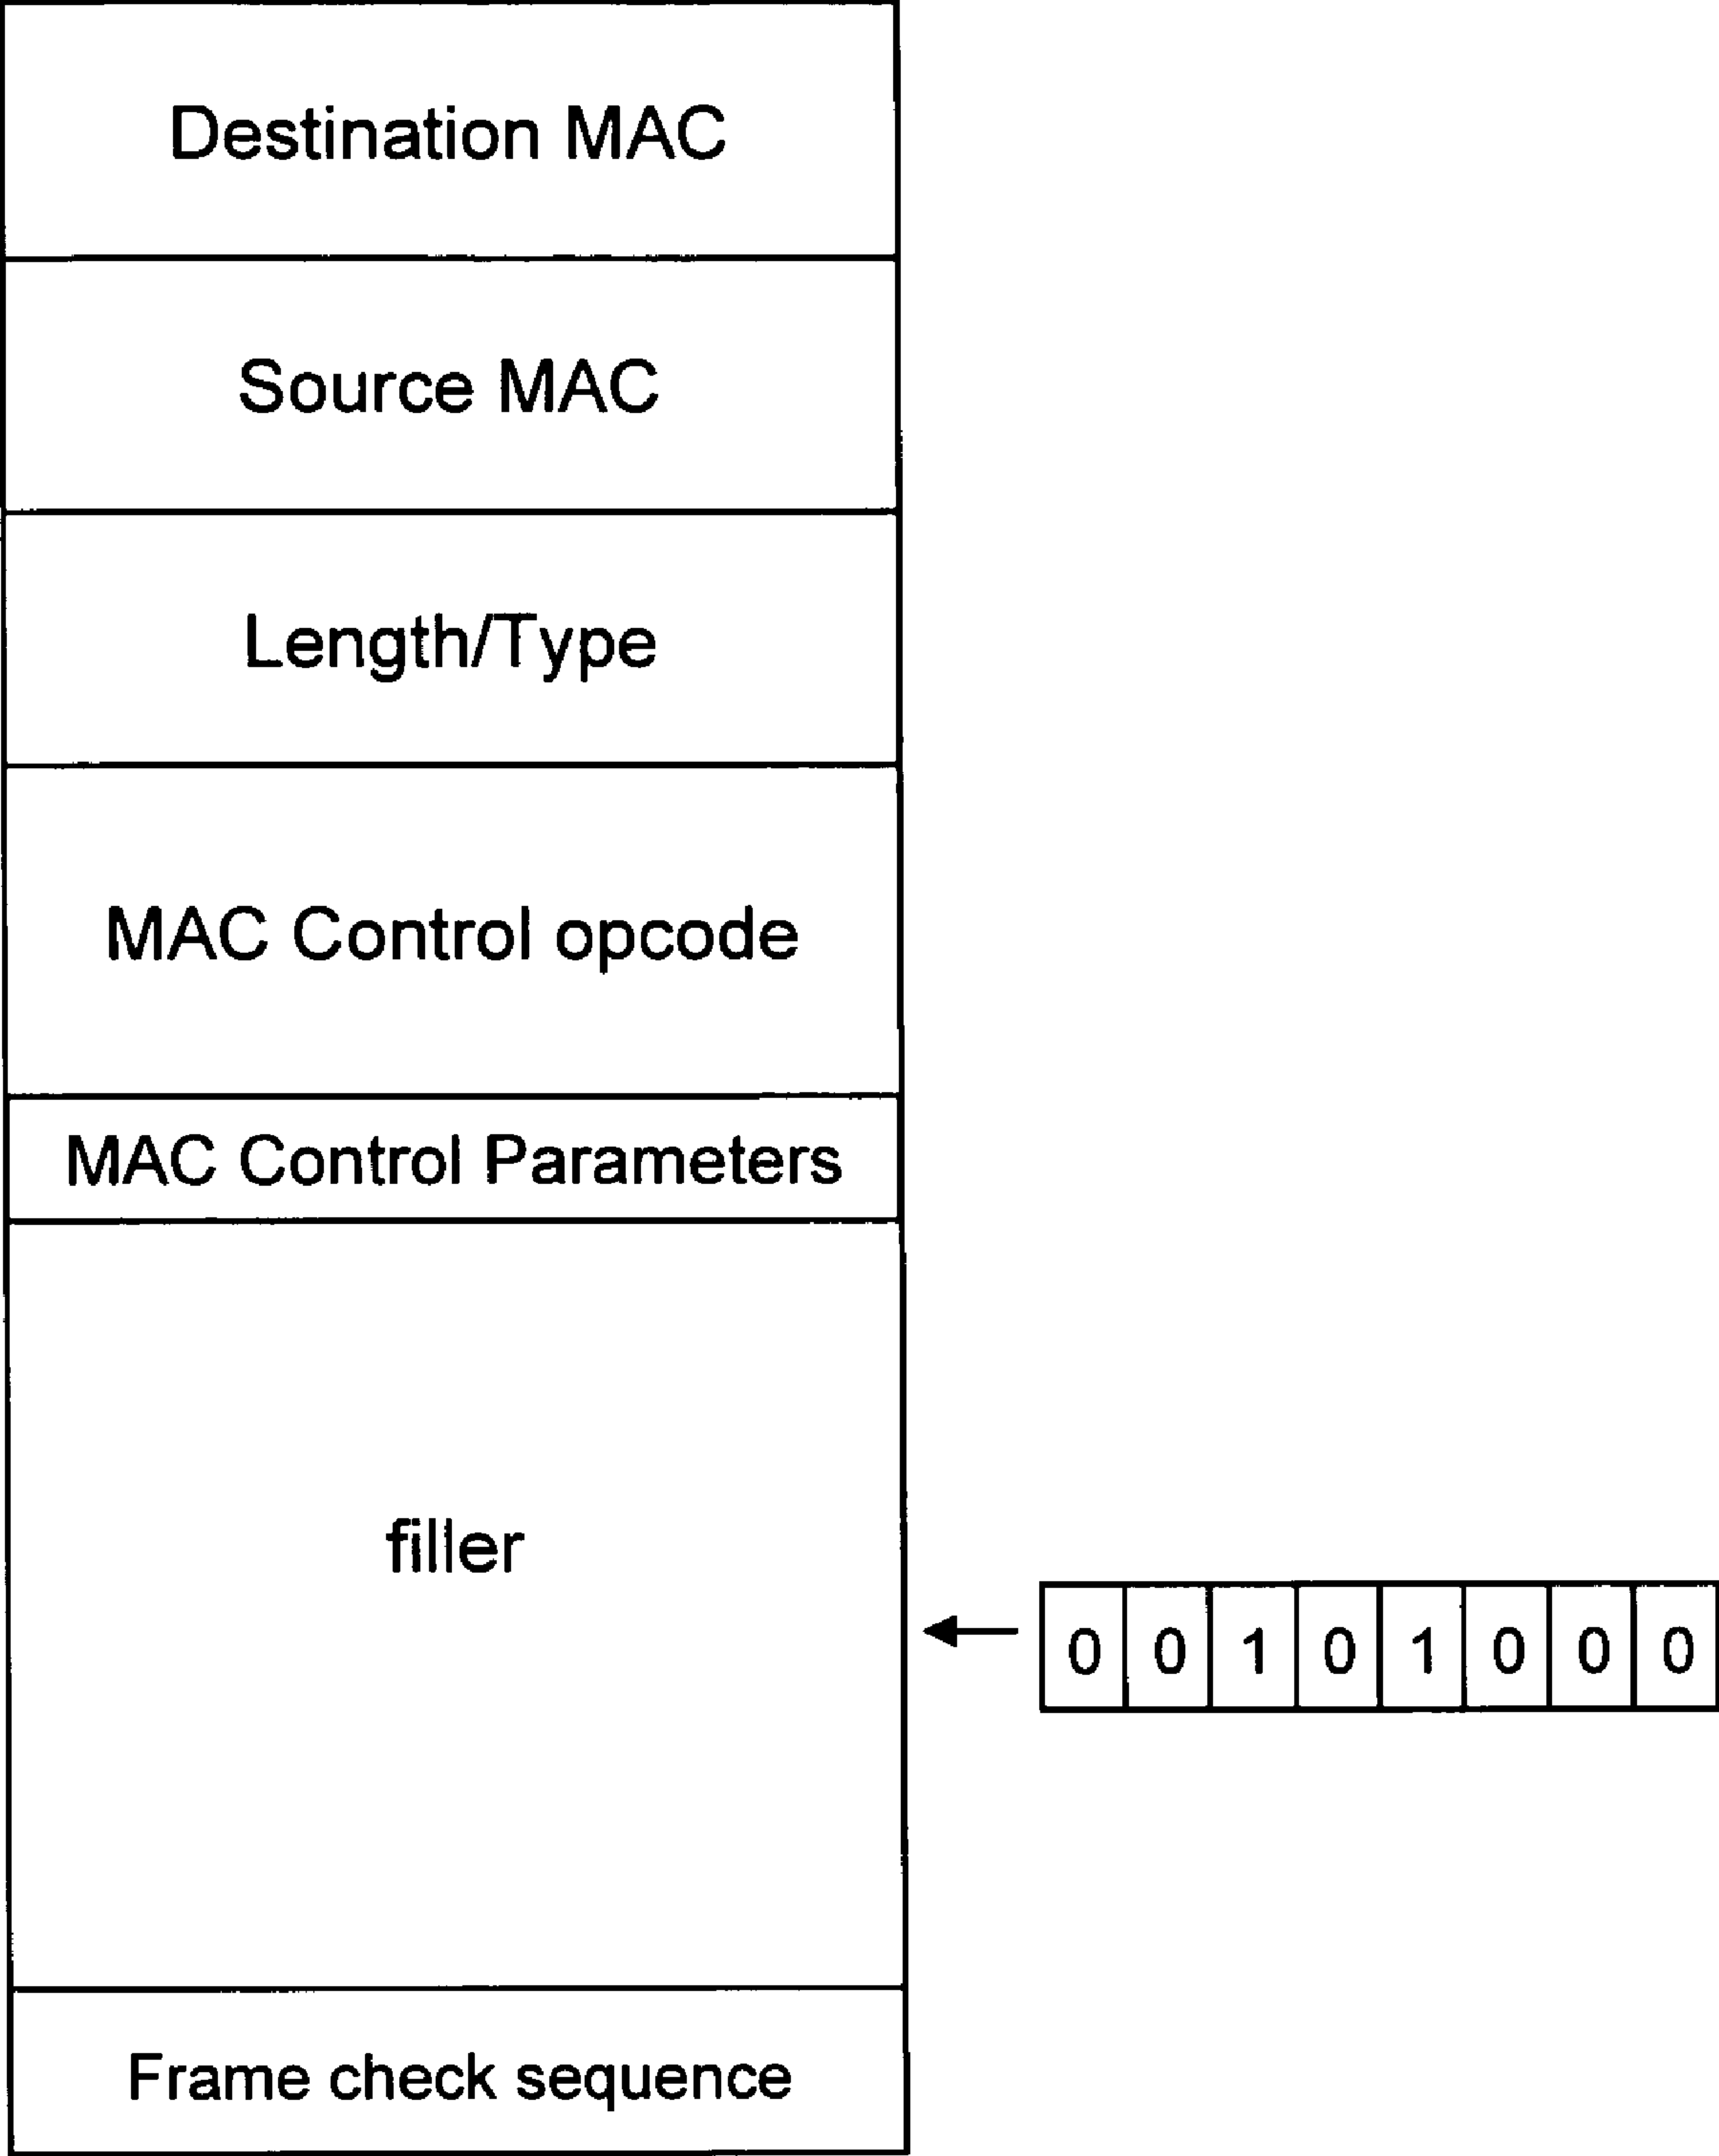 Destination MAC
Source MAC
Length/Type
MAC Control opcode
MAC Control Parameters
filler
0 0 1 0 1 0 0 0
Frame check sequence